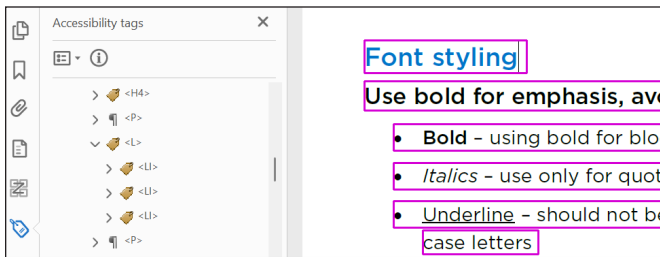 Accessibility tags
<H4>
<P>
<L>
<LI>
<LI>
<LI>
<P>
Font styling
Use bold for emphasis, av
• Bold – using bold for blo
• Italics – use only for quot
• Underline – should not be
case letters